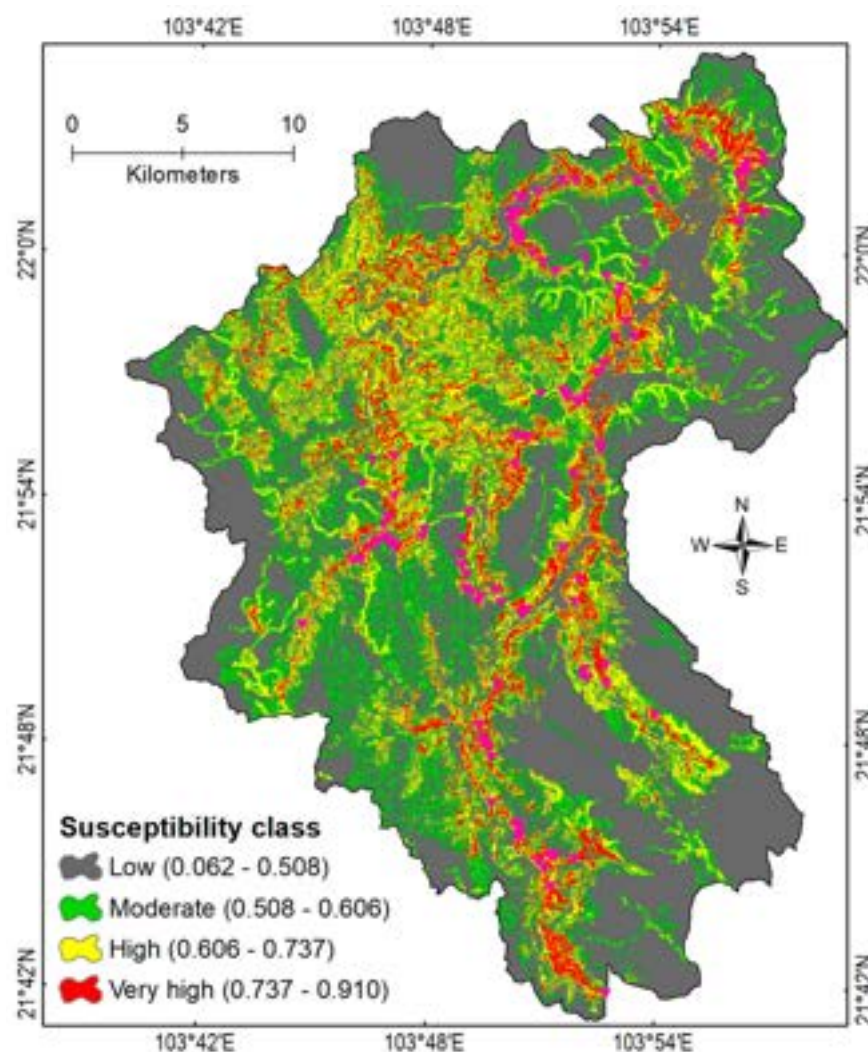 103°42'E 103°48'E 103°54'E
0 5 10
Kilometers
22°0'N 22°0'N
21°54'N 21°54'N
N
W E
S
21°48'N 21°48'N
Susceptibility class
Low (0.062 - 0.508)
Moderate (0.508 - 0.606)
High (0.606 - 0.737)
Very high (0.737 - 0.910)
21°42'N 21°42'N
103°42'E 103°48'E 103°54'E